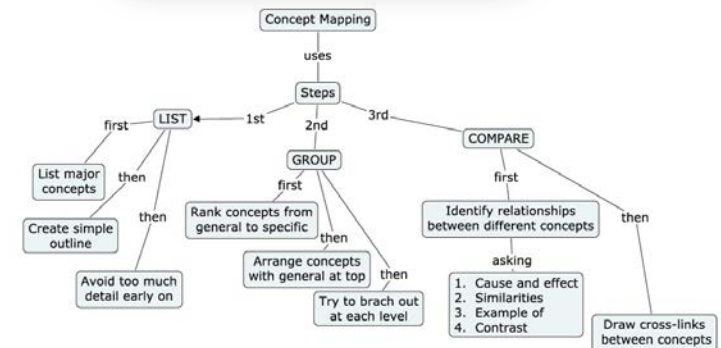 Concept Mapping
uses
Steps
1st
2nd
3rd
LIST
first
List major
concepts
then
Create simple
outline
then
Avoid too much
detail early on
GROUP
first
Rank concepts from
general to specific
then
Arrange concepts
with general at top
then
Try to brach out
at each level
COMPARE
first
Identify relationships
between different concepts
asking
1. Cause and effect
2. Similarities
3. Example of
4. Contrast
then
Draw cross-links
between concepts